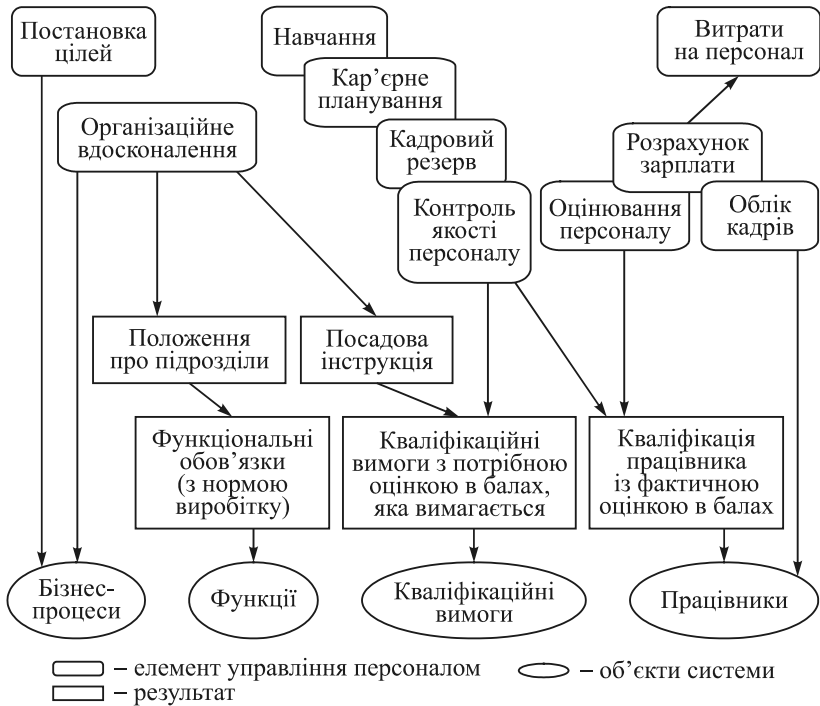 Постановка
цілей
Навчання
Кар’єрне
планування
Кадровий
резерв
Контроль
якості
персоналу
Витрати
на персонал
Розрахунок
зарплати
Оцінювання
персоналу
Облік
кадрів
Організаційне
вдосконалення
Положення
про підрозділи
Посадова
інструкція
Функціональні
обов’язки
(з нормою
виробітку)
Кваліфікаційні
вимоги з потрібною
оцінкою в балах,
яка вимагається
Кваліфікація
працівника
із фактичною
оцінкою в балах
Бізнес-
процеси
Функції
Кваліфікаційні
вимоги
Працівники
– елемент управління персоналом
– об’єкти системи
– результат